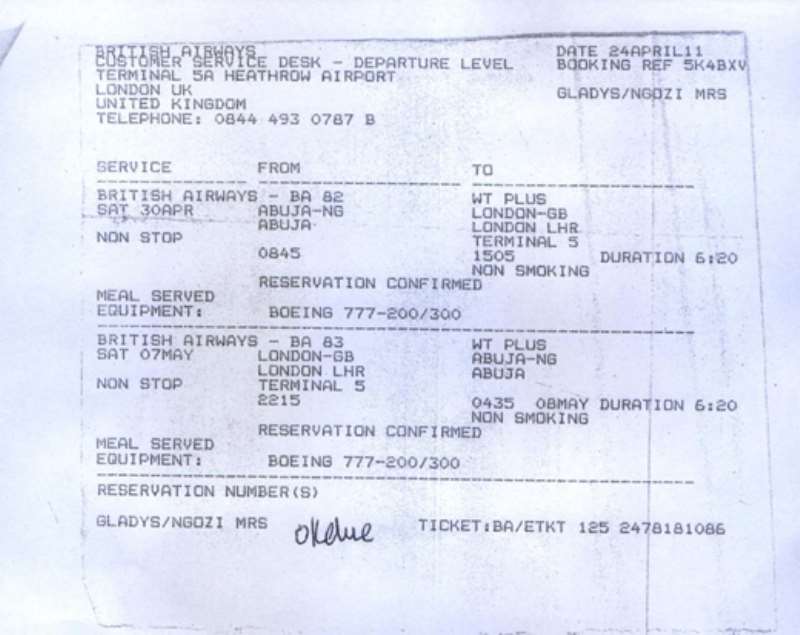 BRITISH AIRWAYS DATE 24APRIL11
CUSTOMER SERVICE DESK - DEPARTURE LEVEL BOOKING REF 5K4BXV
TERMINAL 5A HEATHROW AIRPORT
LONDON UK GLADYS/NGOZI MRS
UNITED KINGDOM
TELEPHONE: 0844 493 0787 B
SERVICE FROM TO
BRITISH AIRWAYS - BA 82 WT PLUS
SAT 30APR ABUJA-NG LONDON-GB
ABUJA LONDON LHR
NON STOP TERMINAL 5
0845 1505 DURATION 6:20
NON SMOKING
RESERVATION CONFIRMED
MEAL SERVED
EQUIPMENT: BOEING 777-200/300
BRITISH AIRWAYS - BA 83 WT PLUS
SAT 07MAY LONDON-GB ABUJA-NG
LONDON LHR ABUJA
NON STOP TERMINAL 5
2215 0435 08MAY DURATION 6:20
NON SMOKING
RESERVATION CONFIRMED
MEAL SERVED
EQUIPMENT: BOEING 777-200/300
RESERVATION NUMBER(S)
GLADYS/NGOZI MRS TICKET:BA/ETKT 125 2478181086